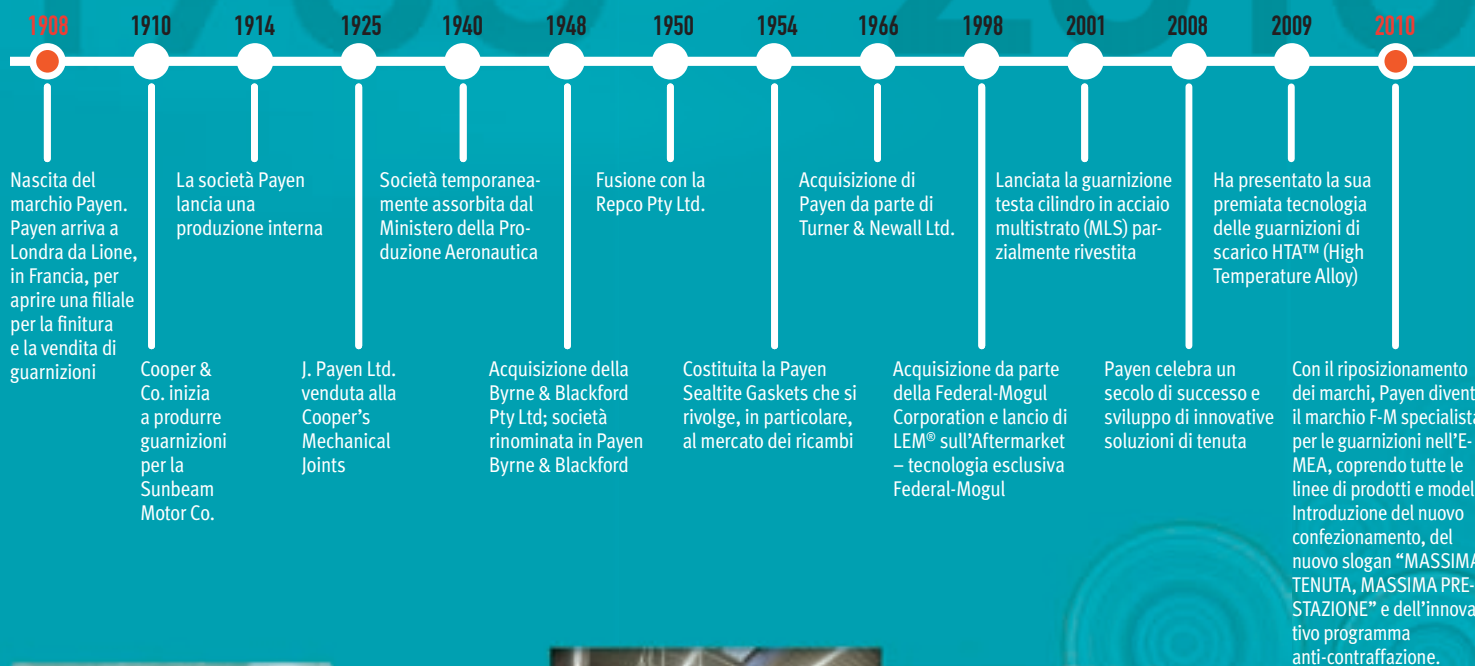 1908
1910
1914
1925
1940
1948
1950
1954
1966
1998
2001
2008
2009
2010
Nascita del
marchio Payen.
Payen arriva a
Londra da Lione,
in Francia, per
aprire una filiale
per la finitura
e la vendita di
guarnizioni
Cooper &
Co. inizia
a produrre
guarnizioni
per la
Sunbeam
Motor Co.
La società Payen
lancia una
produzione interna
J. Payen Ltd.
venduta alla
Cooper's
Mechanical
Joints
Società temporanea-
mente assorbita dal
Ministero della Pro-
duzione Aeronautica
Acquisizione della
Byrne & Blackford
Pty Ltd; società
rinominata in Payen
Byrne & Blackford
Fusione con la
Repco Pty Ltd.
Costituita la Payen
Sealtite Gaskets che si
rivolge, in particolare,
al mercato dei ricambi
Acquisizione di
Payen da parte di
Turner & Newall Ltd.
Acquisizione da parte
della Federal-Mogul
Corporation e lancio di
LEM® sull'Aftermarket
– tecnologia esclusiva
Federal-Mogul
Lanciata la guarnizione
testa cilindro in acciaio
multistrato (MLS) par-
zialmente rivestita
Payen celebra un
secolo di successo e
sviluppo di innovative
soluzioni di tenuta
Ha presentato la sua
premiata tecnologia
delle guarnizioni di
scarico HTA™ (High
Temperature Alloy)
Con il riposizionamento
dei marchi, Payen divent
il marchio F-M specialista
per le guarnizioni nell'E-
MEA, coprendo tutte le
linee di prodotti e model
Introduzione del nuovo
confezionamento, del
nuovo slogan “MASSIMA
TENUTA, MASSIMA PRE-
STAZIONE” e dell'innova
tivo programma
anti-contraffazione.